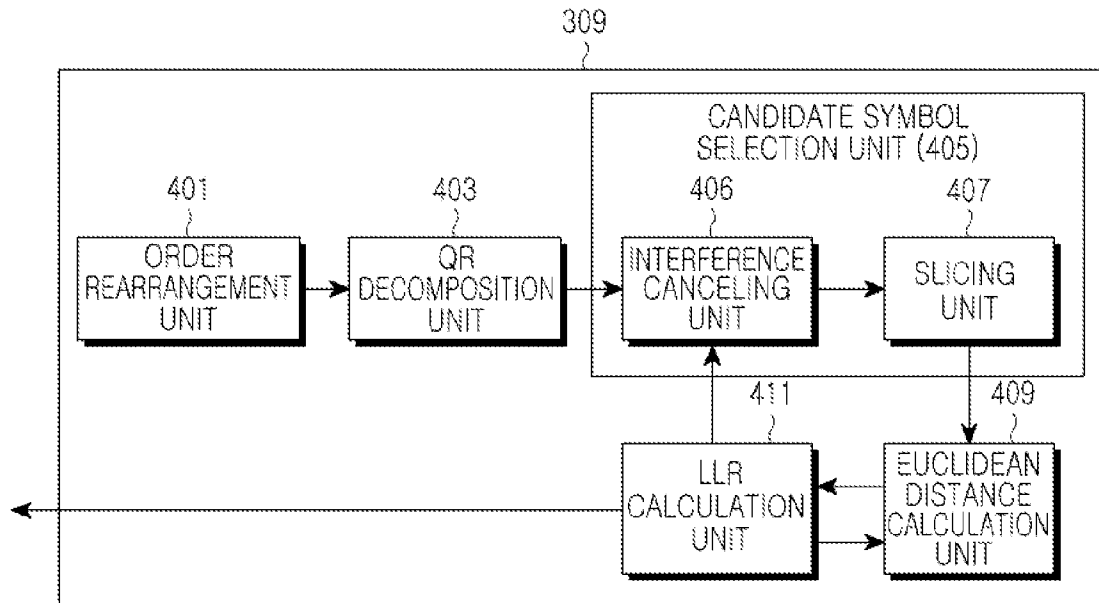 309
CANDIDATE SYMBOL
SELECTION UNIT (405)
401
403
406
407
ORDER
REARRANGEMENT
UNIT
QR
DECOMPOSITION
UNIT
INTERFERENCE
CANCELING
UNIT
SLICING
UNIT
411
409
LLR
CALCULATION
UNIT
EUCLIDEAN
DISTANCE
CALCULATION
UNIT